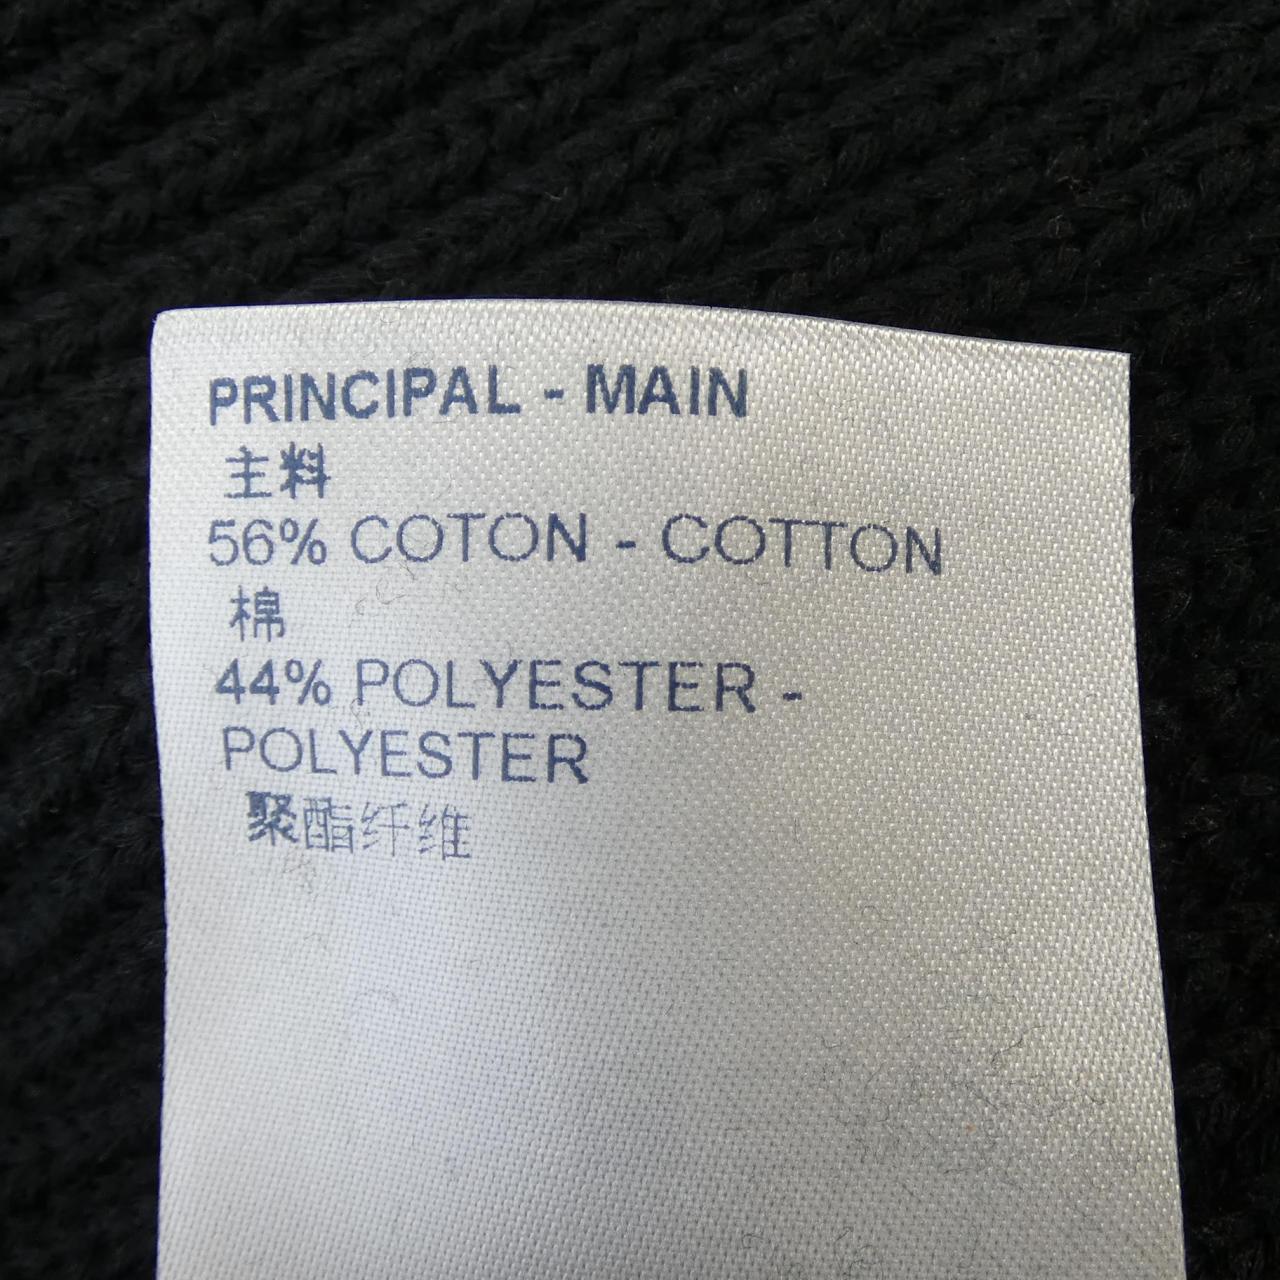 PRINCIPAL - MAIN
主料
56% COTON - COTTON
棉
44% POLYESTER -
POLYESTER
聚酯纤维